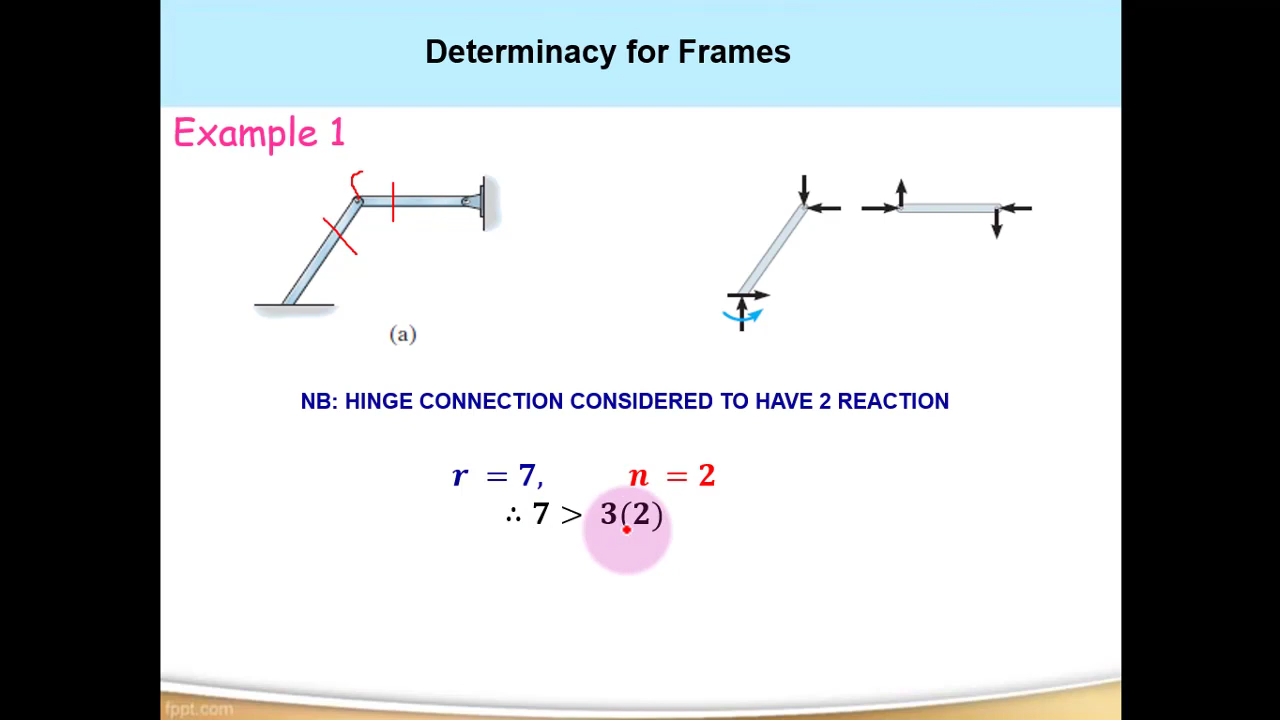 Determinacy for Frames
Example 1
(a)
NB: HINGE CONNECTION CONSIDERED TO HAVE 2 REACTION
r = 7, n = 2
∴ 7 > 3(2)
fppt.com